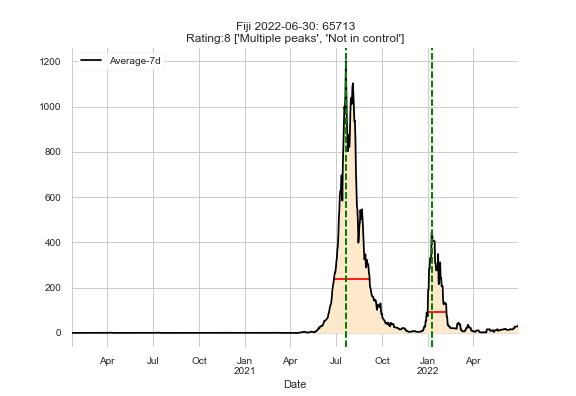 Fiji 2022-06-30: 65713
Rating:8 ['Multiple peaks', 'Not in control']
Average-7d
1200
1000
800
600
400
200
0
Apr Jul Oct Jan Apr Jul Oct Jan Apr
2021 2022
Date